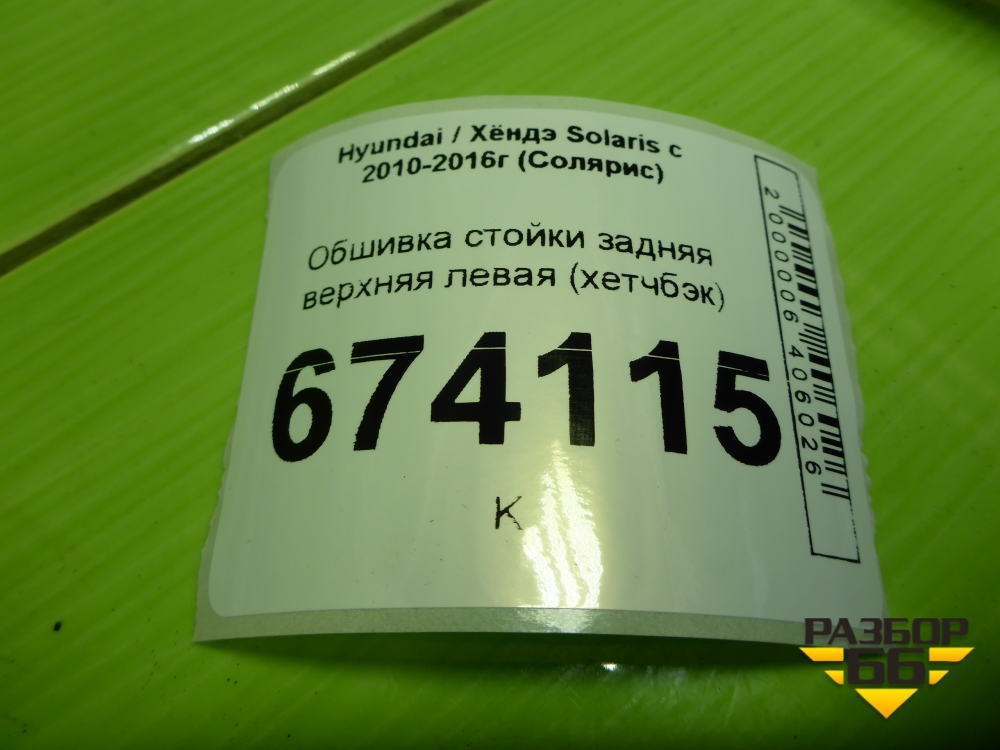 Hyundai / Хёндэ Solaris с
2010-2016г (Солярис)
Обшивка стойки задняя
верхняя левая (хетчбэк)
674115
К
2000006406026
РАЗБОР
66